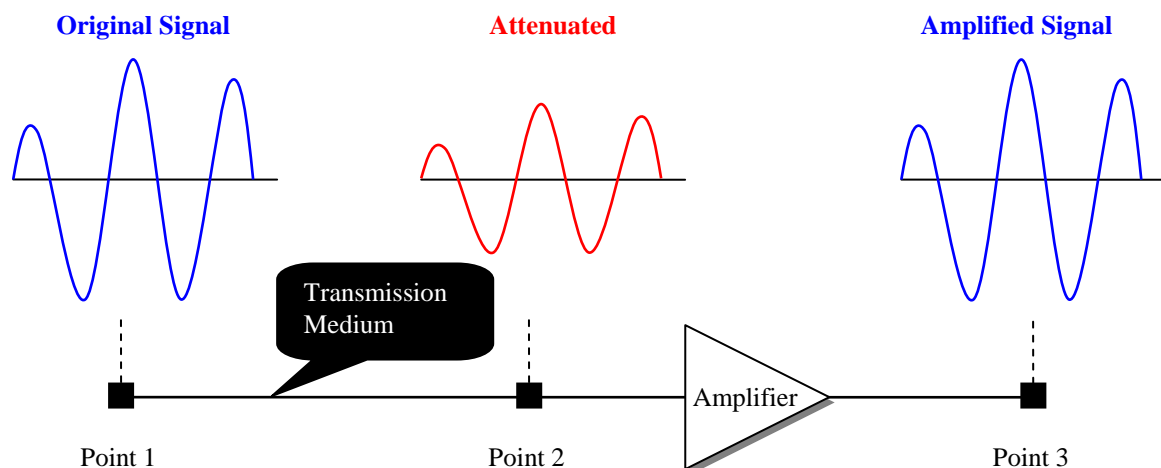 Original Signal
Attenuated
Amplified Signal
Transmission
Medium
Amplifier
Point 1
Point 2
Point 3